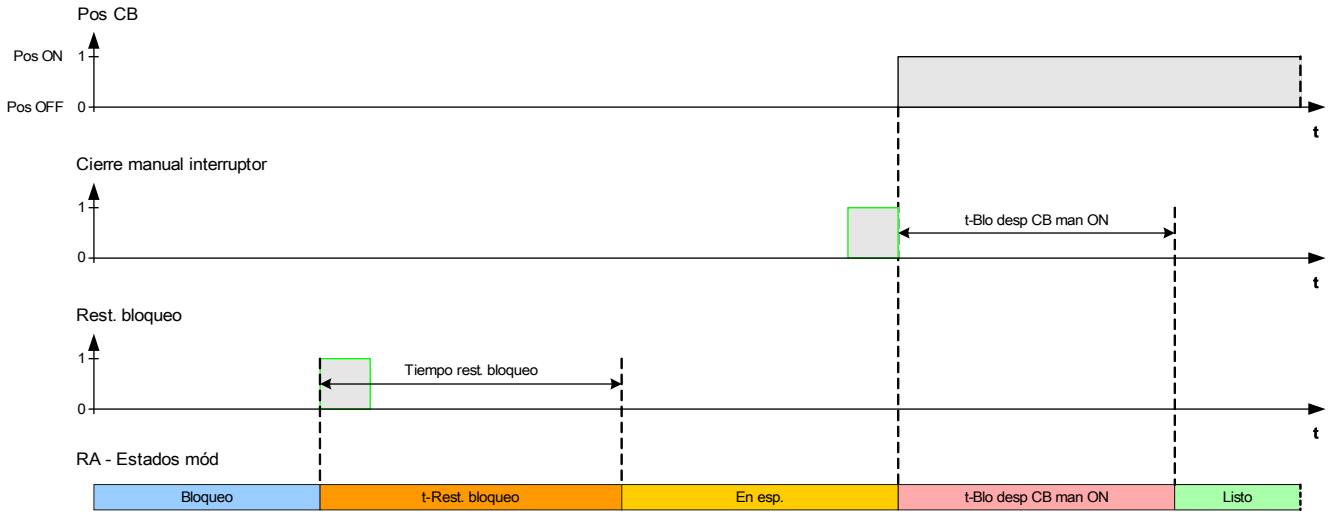 Pos CB
Pos ON 1
Pos OFF 0
t
Cierre manual interruptor
1
t-Blo desp CB man ON
0
t
Rest. bloqueo
1
Tiempo rest. bloqueo
0
t
RA - Estados mód
Bloqueo t-Rest. bloqueo En esp. t-Blo desp CB man ON Listo